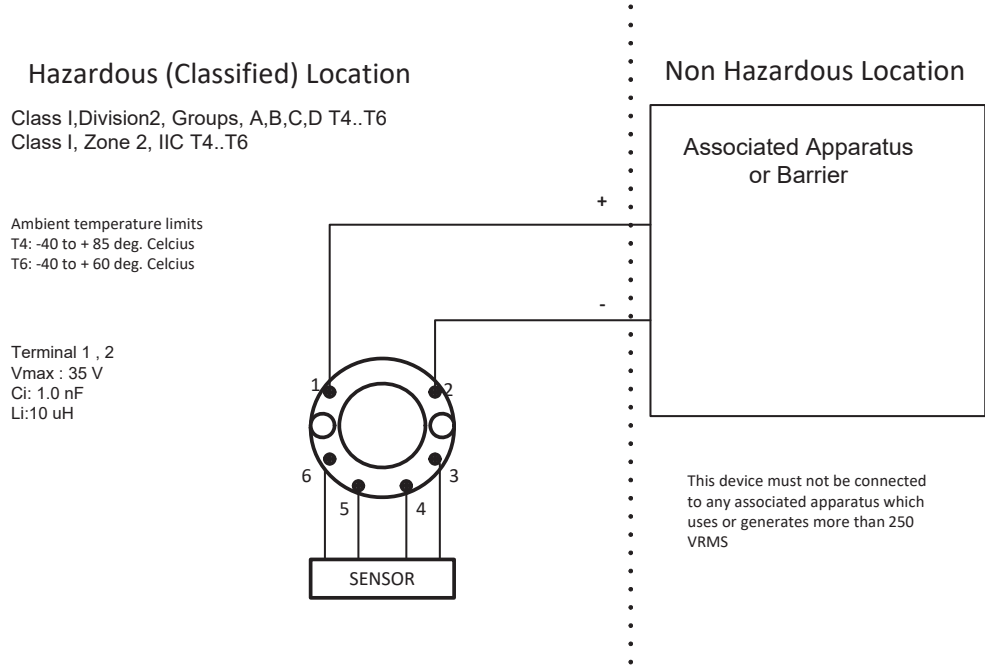 Hazardous (Classified) Location
Class I,Division2, Groups, A,B,C,D T4..T6
Class I, Zone 2, IIC T4..T6
Ambient temperature limits
T4: -40 to + 85 deg. Celcius
T6: -40 to + 60 deg. Celcius
Terminal 1 , 2
Vmax : 35 V
Ci: 1.0 nF
Li:10 uH
1
2
6
3
5
4
SENSOR
+
-
Non Hazardous Location
Associated Apparatus
or Barrier
This device must not be connected
to any associated apparatus which
uses or generates more than 250
VRMS